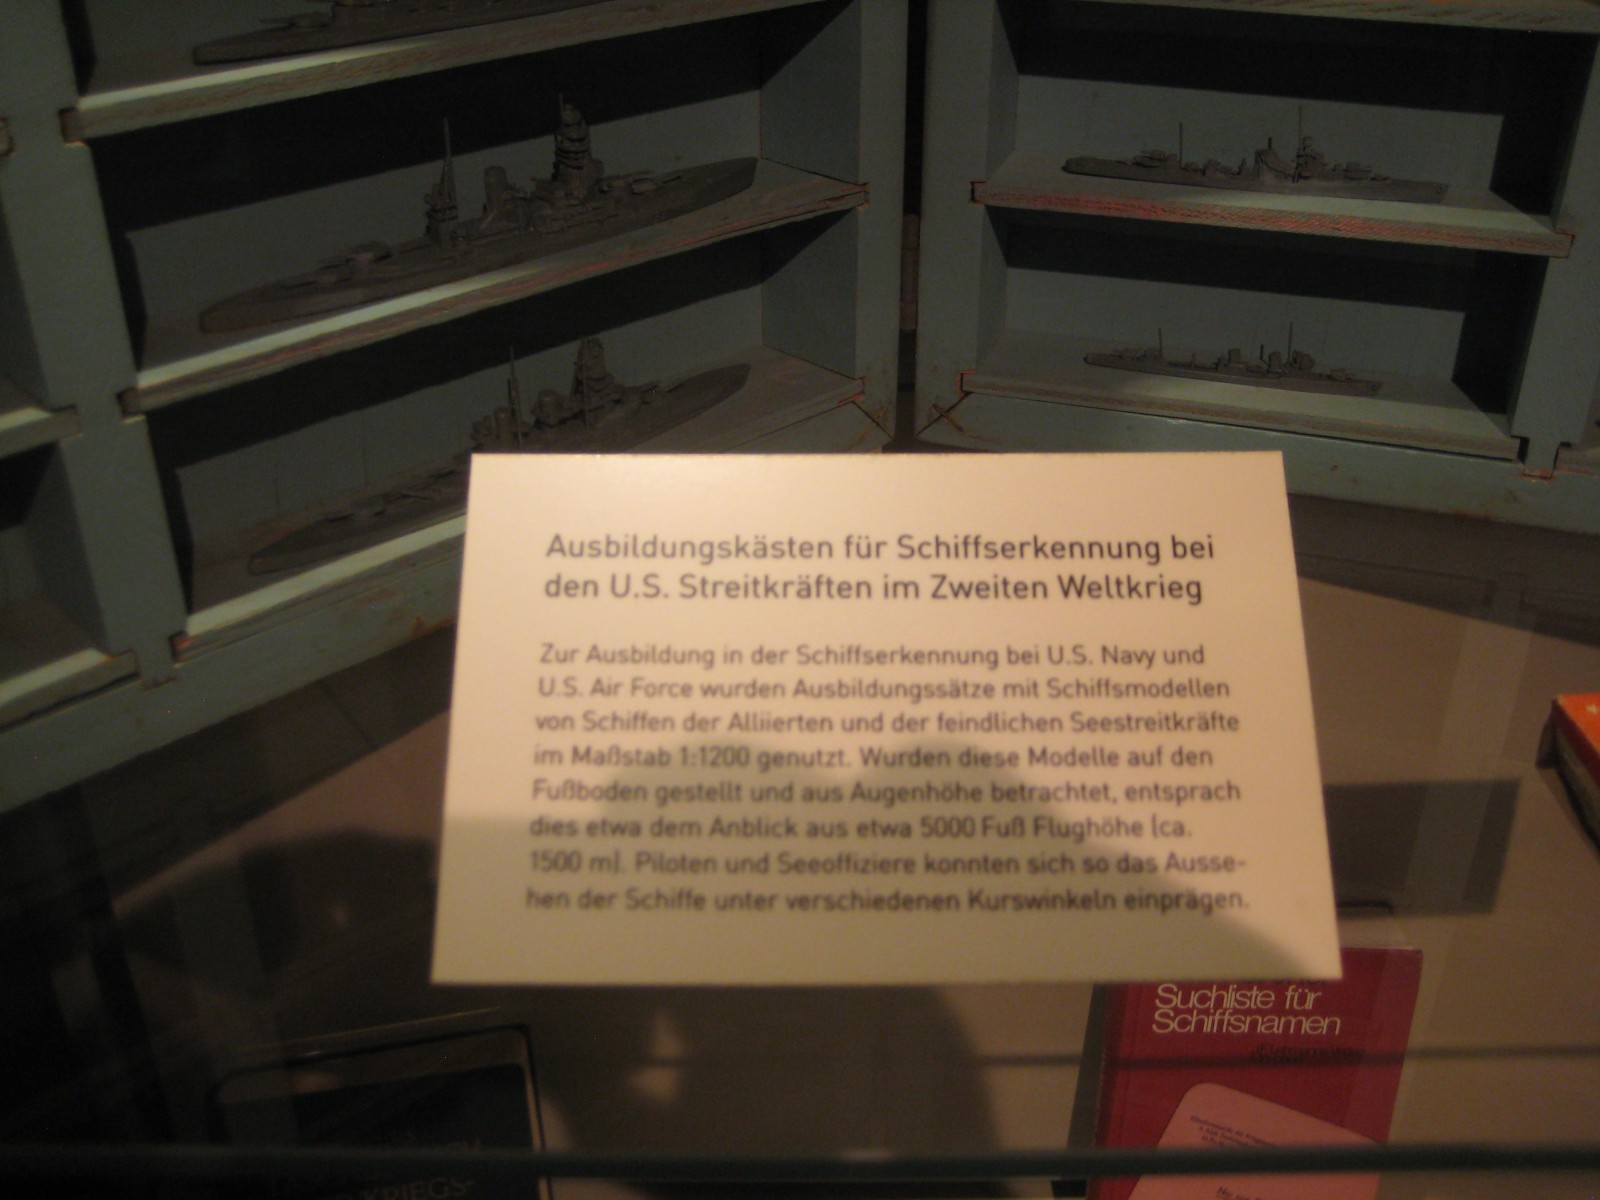 Ausbildungskästen für Schiffserkennung bei
den U.S. Streitkräften im Zweiten Weltkrieg
Zur Ausbildung in der Schiffserkennung bei U.S. Navy und
U.S. Air Force wurden Ausbildungssätze mit Schiffsmodellen
von Schiffen der Alliierten und der feindlichen Seestreitkräfte
im Maßstab 1:1200 genutzt. Wurden diese Modelle auf den
Fußboden gestellt und aus Augenhöhe betrachtet, entsprach
dies etwa dem Anblick aus etwa 5000 Fuß Flughöhe (ca.
1500 m). Piloten und Seeoffiziere konnten sich so das Ausse-
hen der Schiffe unter verschiedenen Kurswinkeln einprägen.
Suchliste für
Schiffsnamen
KRIEGS-